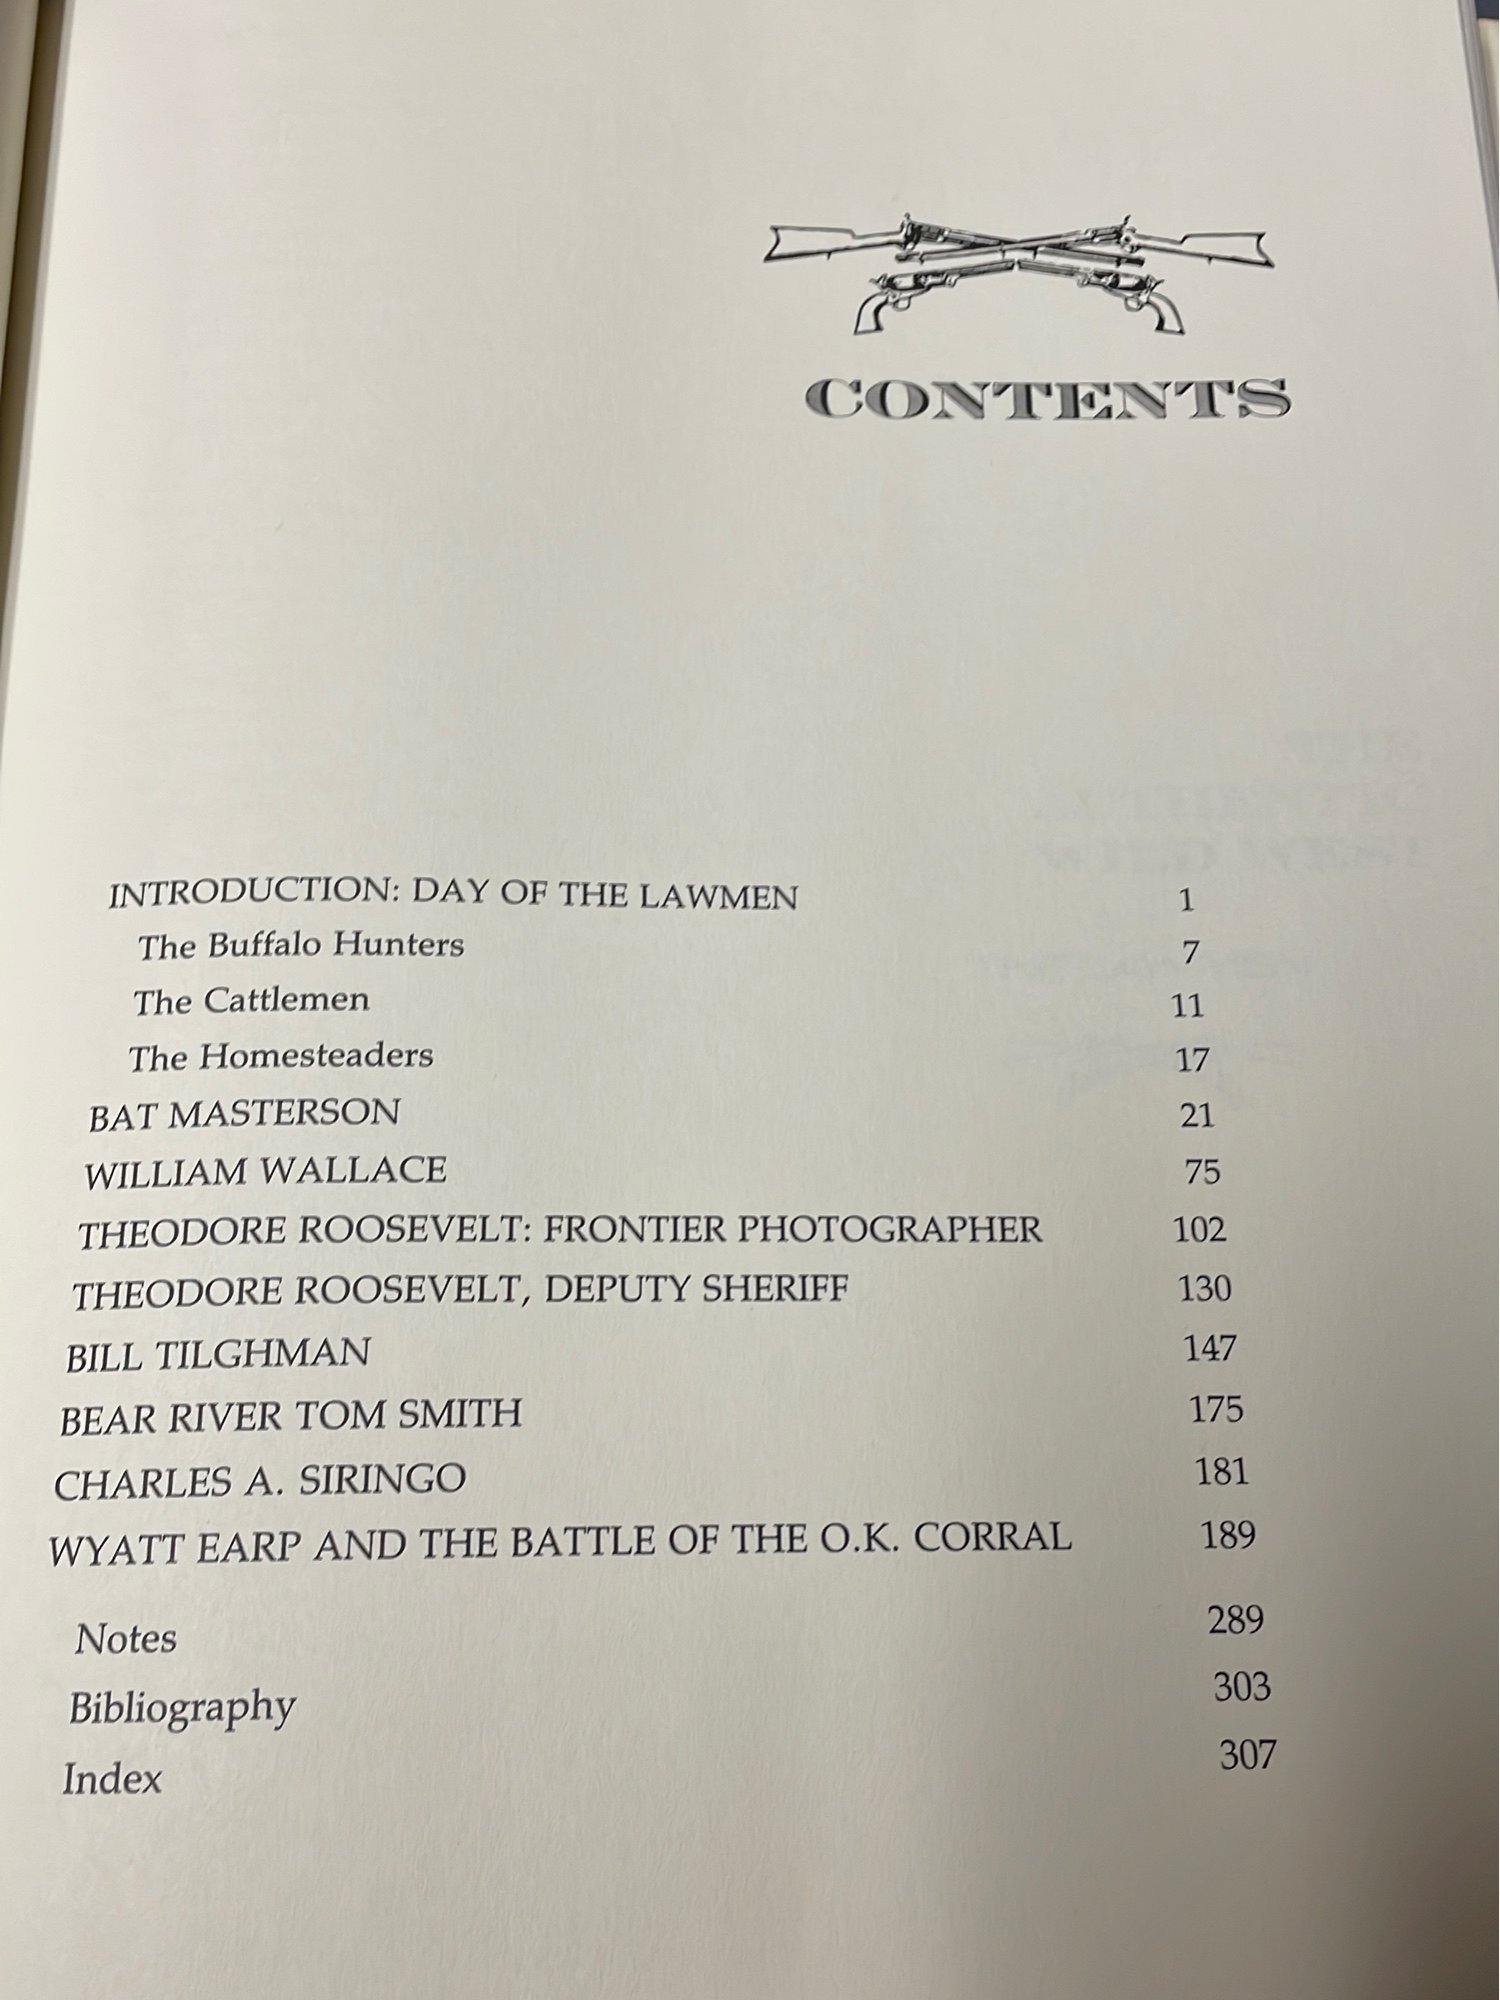 CONTENTS
INTRODUCTION: DAY OF THE LAWMEN 1
The Buffalo Hunters 7
The Cattlemen 11
The Homesteaders 17
BAT MASTERSON 21
WILLIAM WALLACE 75
THEODORE ROOSEVELT: FRONTIER PHOTOGRAPHER 102
THEODORE ROOSEVELT, DEPUTY SHERIFF 130
BILL TILGHMAN 147
BEAR RIVER TOM SMITH 175
CHARLES A. SIRINGO 181
WYATT EARP AND THE BATTLE OF THE O.K. CORRAL 189
Notes 289
Bibliography 303
Index 307